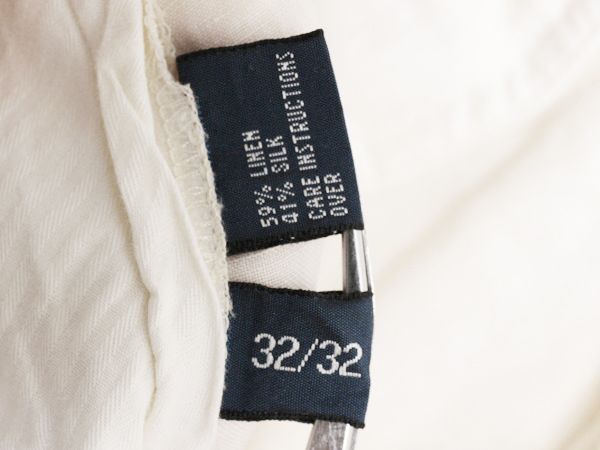 59% LINEN
41% SILK
CARE INSTRUCTIONS
OVER
32/32